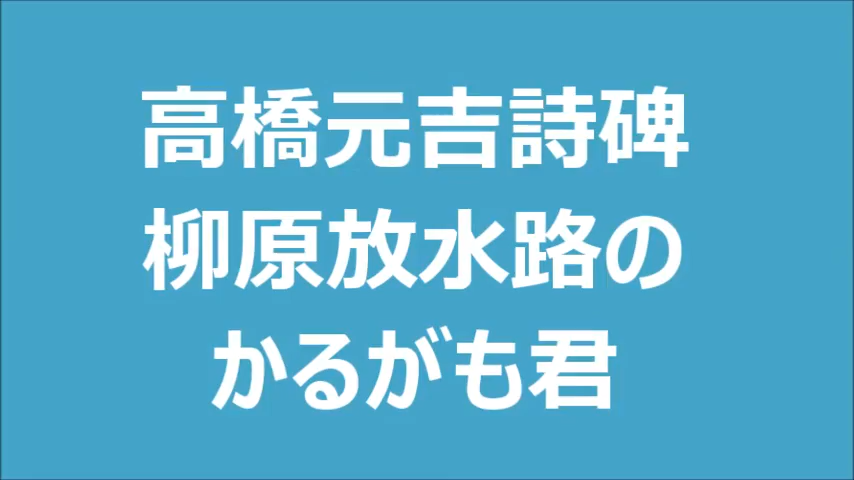 高橋元吉詩碑
柳原放水路の
かるがも君